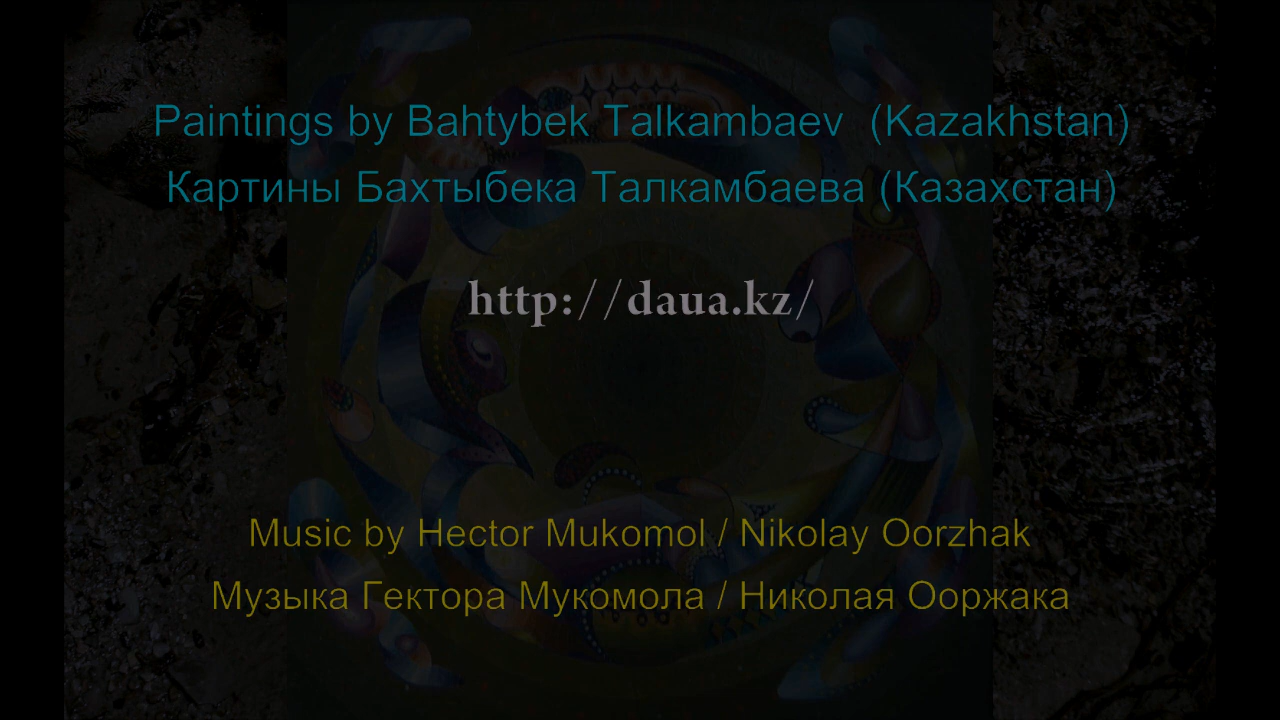 Paintings by Bahtybek Talkambaev (Kazakhstan)
Картины Бахтыбека Талкамбаева (Казахстан)
http://daua.kz/
Music by Hector Mukomol / Nikolay Oorzhak
Музыка Гектора Мукомола / Николая Ооржака